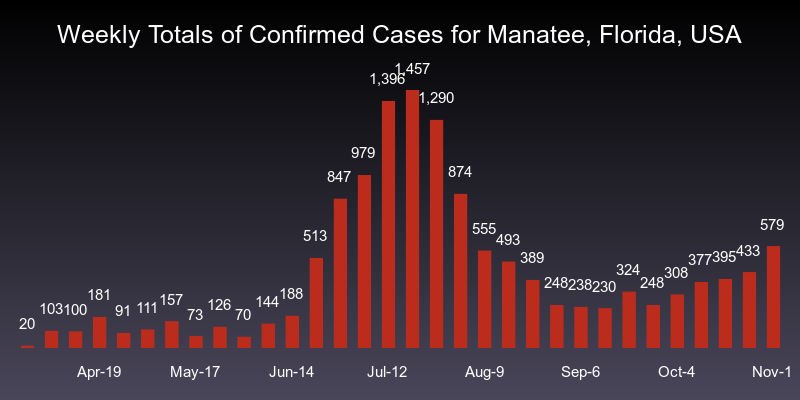 Weekly Totals of Confirmed Cases for Manatee, Florida, USA
20 103 100 181 91 111 157 73 126 70 144 188 513 847 979 1,396 1,457 1,290 874 555 493 389 248 238 230 324 248 308 377 395 433 579
Apr-19 May-17 Jun-14 Jul-12 Aug-9 Sep-6 Oct-4 Nov-1